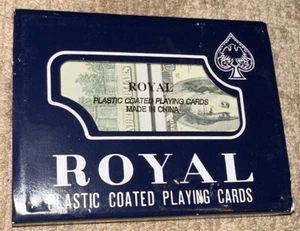 ROYAL
PLASTIC COATED PLAYING CARDS
MADE IN CHINA
ROYAL
PLASTIC COATED PLAYING CARDS